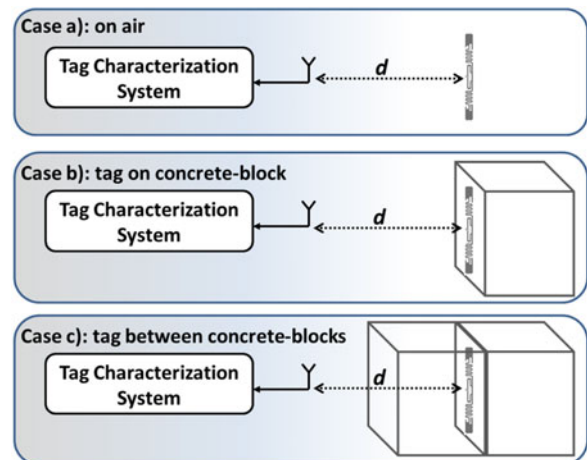 Case a): on air
Tag Characterization
System
d
Case b): tag on concrete-block
Tag Characterization
System
d
Case c): tag between concrete-blocks
Tag Characterization
System
d